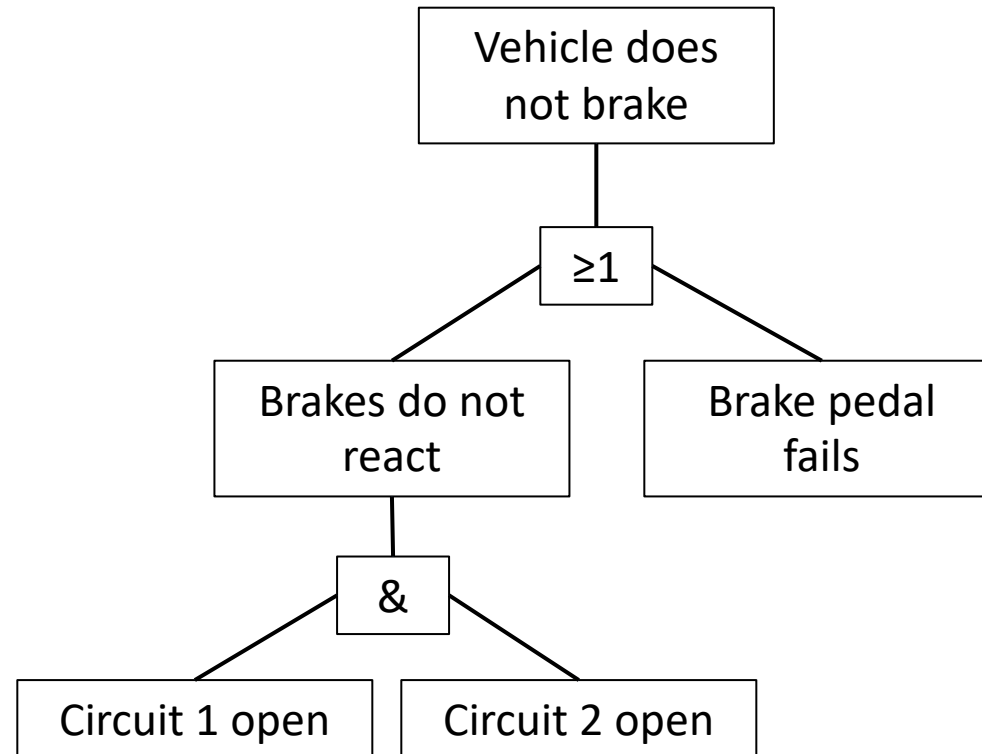 Vehicle does
not brake
≥1
Brakes do not
react
Brake pedal
fails
&
Circuit 1 open
Circuit 2 open